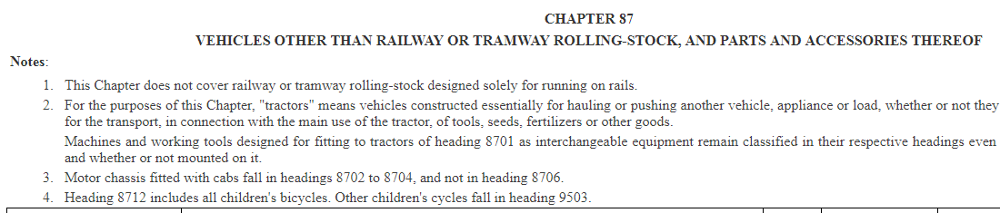 CHAPTER 87
VEHICLES OTHER THAN RAILWAY OR TRAMWAY ROLLING-STOCK, AND PARTS AND ACCESSORIES THEREOF
Notes:
1. This Chapter does not cover railway or tramway rolling-stock designed solely for running on rails.
2. For the purposes of this Chapter, "tractors" means vehicles constructed essentially for hauling or pushing another vehicle, appliance or load, whether or not they
for the transport, in connection with the main use of the tractor, of tools, seeds, fertilizers or other goods.
Machines and working tools designed for fitting to tractors of heading 8701 as interchangeable equipment remain classified in their respective headings even
and whether or not mounted on it.
3. Motor chassis fitted with cabs fall in headings 8702 to 8704, and not in heading 8706.
4. Heading 8712 includes all children's bicycles. Other children's cycles fall in heading 9503.